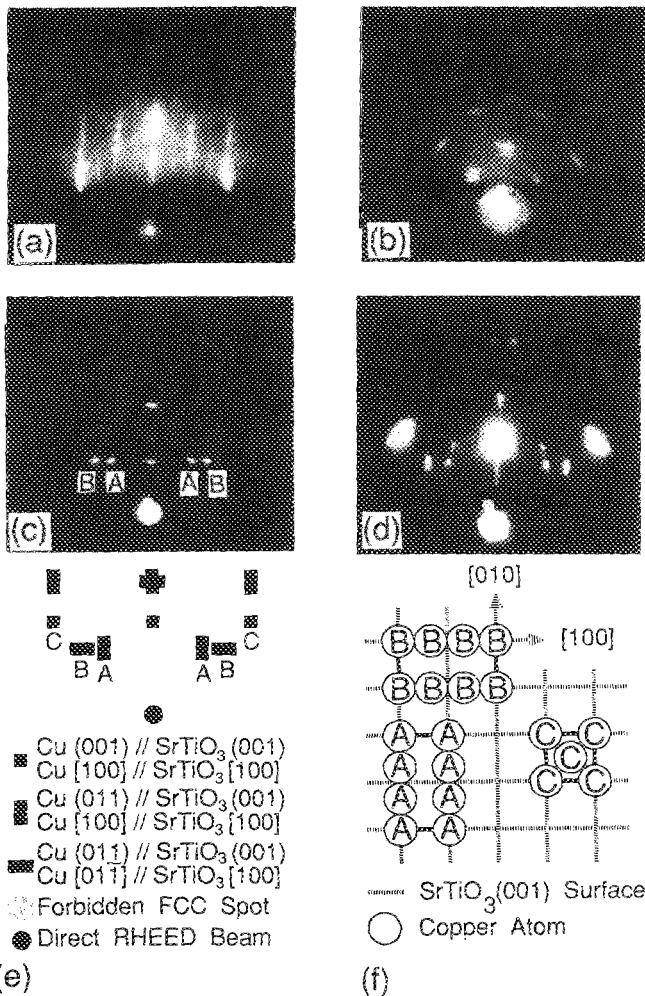 (a)
(b)
B A A B
(c)
(d)
C C
B A A B
Cu (001) // SrTiO₃(001)
Cu [100] // SrTiO₃[100]
Cu (011) // SrTiO₃(001)
Cu [100] // SrTiO₃[100]
Cu (011) // SrTiO₃(001)
Cu [011̄] // SrTiO₃[100]
Forbidden FCC Spot
Direct RHEED Beam
(e)
[010]
[100]
B B B B
B B B B
A A
A A
A A
A A
C C
C
C C
SrTiO₃(001) Surface
Copper Atom
(f)